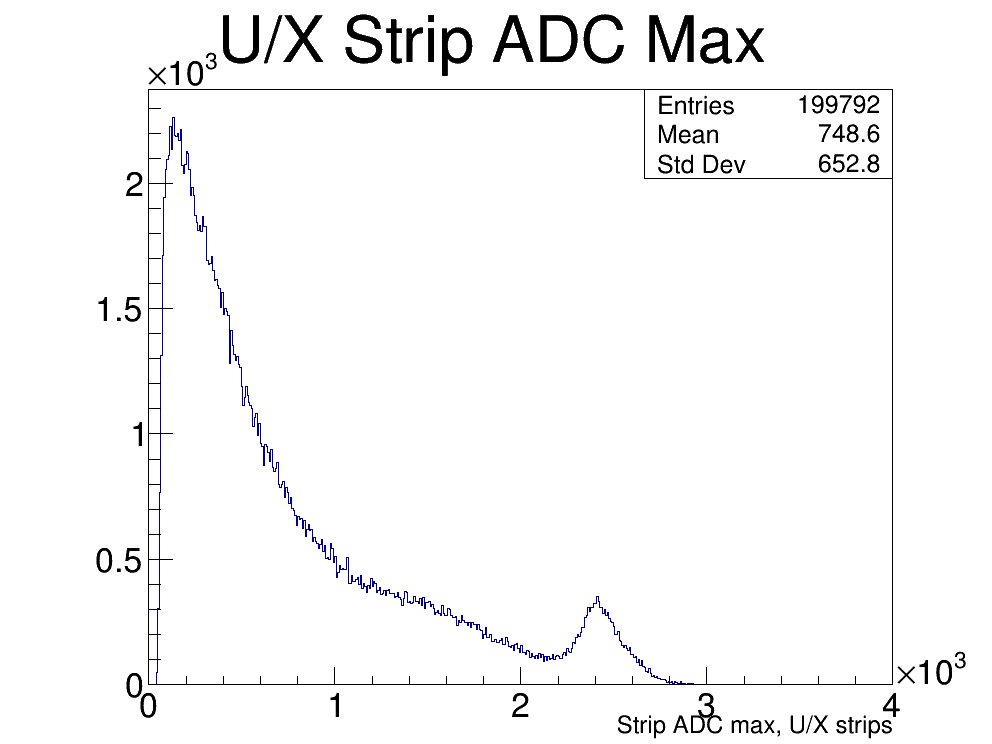 U/X Strip ADC Max
×10³
Entries 199792
Mean 748.6
Std Dev 652.8
2
1.5
1
0.5
0
0 1 2 3 4
×10³
Strip ADC max, U/X strips